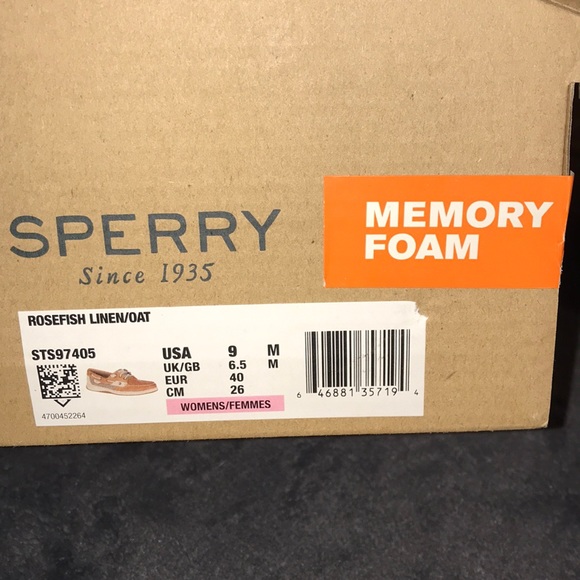 SPERRY
Since 1935
MEMORY
FOAM
ROSEFISH LINEN/OAT
STS97405
4700452264
USA 9 M
UK/GB 6.5 M
EUR 40
CM 26
WOMENS/FEMMES
6 46881 35719 4